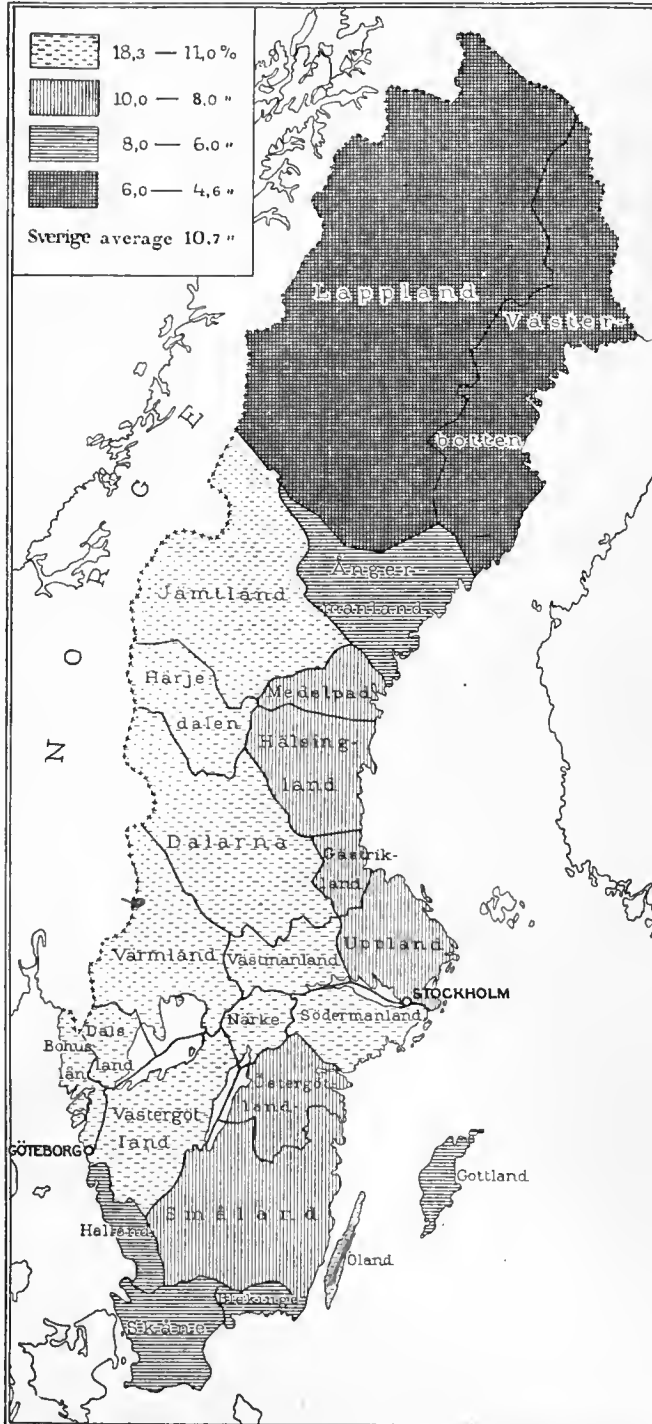 18,3 — 11,0 %
10,0 — 8,0 "
8,0 — 6,0 "
6,0 — 4,6 "
Sverige average 10,7 "
NORGE
Lappland
Väster-
botten
Ånger-
manland
Jämtland
Härje
dalen
Medelpad
Hälsing-
land
Dalarna
Gästrik-
land
Uppland
Värmland
Västmanland
STOCKHOLM
Närke
Södermanland
Dals
land
Bohus
län
Östergöt
land
Västergöt
land
GÖTEBORG
Gottland
Halland
Småland
Öland
Blekinge
Skåne